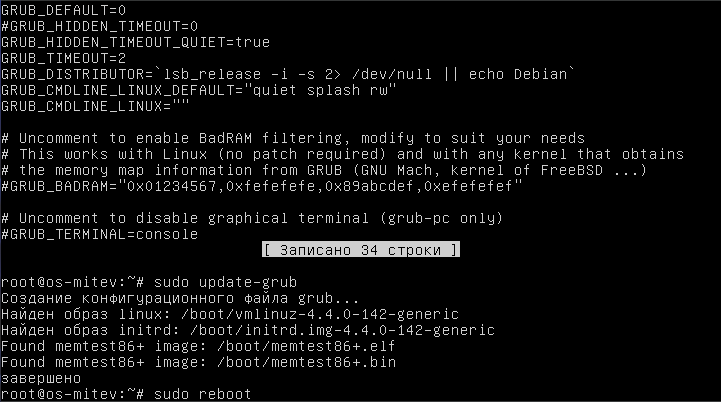 GRUB_DEFAULT=0
#GRUB_HIDDEN_TIMEOUT=0
GRUB_HIDDEN_TIMEOUT_QUIET=true
GRUB_TIMEOUT=2
GRUB_DISTRIBUTOR=`lsb_release -i -s 2> /dev/null || echo Debian`
GRUB_CMDLINE_LINUX_DEFAULT="quiet splash rw"
GRUB_CMDLINE_LINUX=""
# Uncomment to enable BadRAM filtering, modify to suit your needs
# This works with Linux (no patch required) and with any kernel that obtains
# the memory map information from GRUB (GNU Mach, kernel of FreeBSD ...)
#GRUB_BADRAM="0x01234567,0xfefefefe,0x89abcdef,0xefefefef"
# Uncomment to disable graphical terminal (grub-pc only)
#GRUB_TERMINAL=console
[ Записано 34 строки ]
root@os-mitev:~# sudo update-grub
Создание конфигурационного файла grub...
Найден образ linux: /boot/vmlinuz-4.4.0-142-generic
Найден образ initrd: /boot/initrd.img-4.4.0-142-generic
Found memtest86+ image: /boot/memtest86+.elf
Found memtest86+ image: /boot/memtest86+.bin
завершено
root@os-mitev:~# sudo reboot